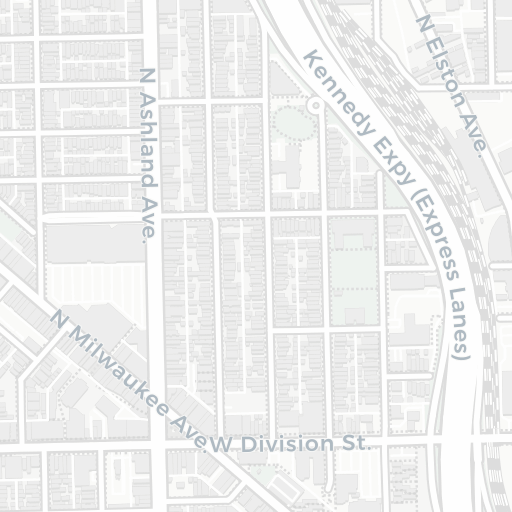 N Elston Ave.
Kennedy Expy (Express Lanes)
N Ashland Ave.
N Milwaukee Ave.
W Division St.